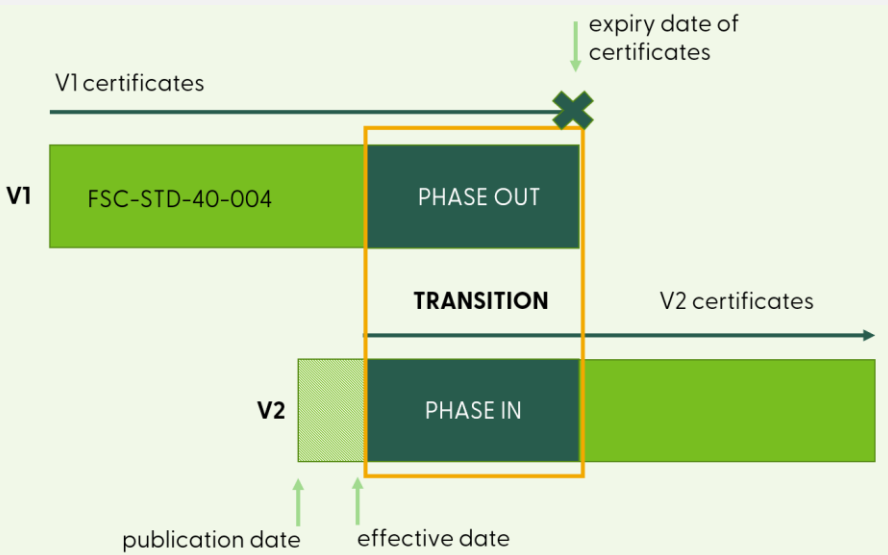 expiry date of
certificates
V1 certificates
V1
FSC-STD-40-004
PHASE OUT
TRANSITION
V2 certificates
V2
PHASE IN
publication date
effective date